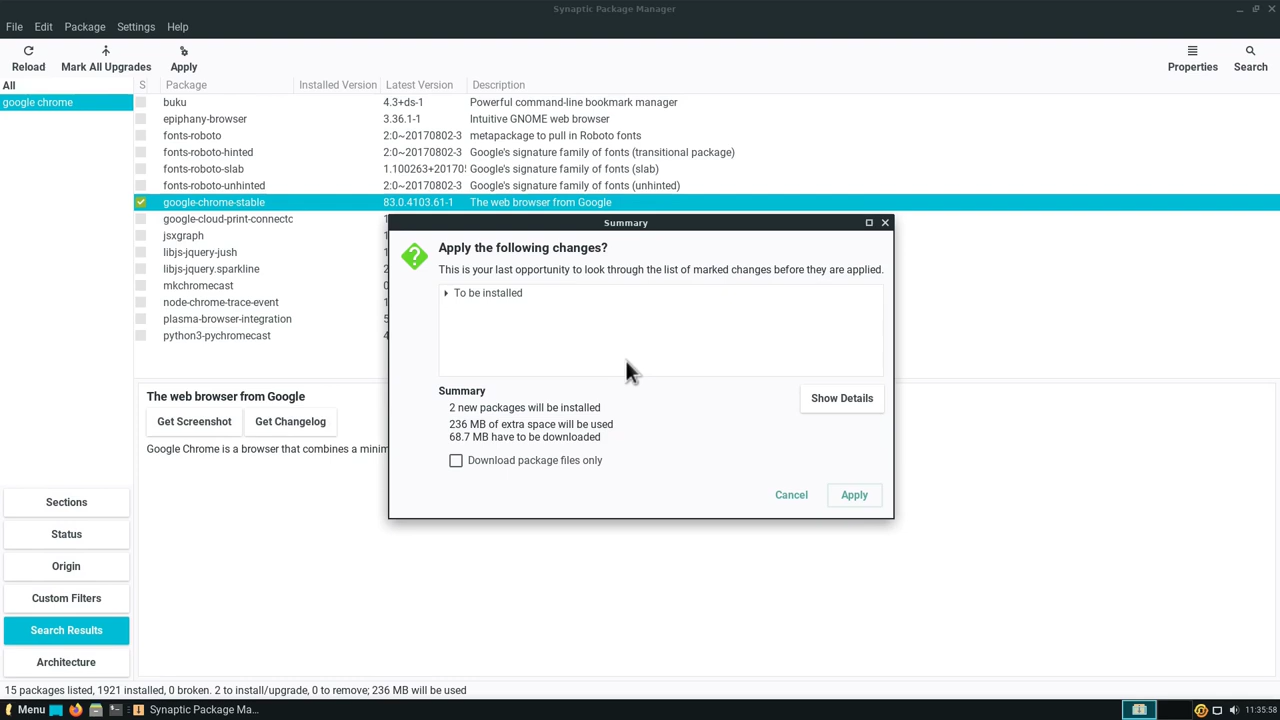 Synaptic Package Manager
File Edit Package Settings Help
Reload Mark All Upgrades Apply Properties Search
All
google chrome
S Package Installed Version Latest Version Description
buku 4.3+ds-1 Powerful command-line bookmark manager
epiphany-browser 3.36.1-1 Intuitive GNOME web browser
fonts-roboto 2:0~20170802-3 metapackage to pull in Roboto fonts
fonts-roboto-hinted 2:0~20170802-3 Google's signature family of fonts (transitional package)
fonts-roboto-slab 1.100263+20170! Google's signature family of fonts (slab)
fonts-roboto-unhinted 2:0~20170802-3 Google's signature family of fonts (unhinted)
google-chrome-stable 83.0.4103.61-1 The web browser from Google
google-cloud-print-connectc
jsxgraph
libjs-jquery-jush
libjs-jquery.sparkline
mkchromecast
node-chrome-trace-event
plasma-browser-integration
python3-pychromecast
Summary
Apply the following changes?
This is your last opportunity to look through the list of marked changes before they are applied.
To be installed
Summary
2 new packages will be installed
236 MB of extra space will be used
68.7 MB have to be downloaded
Show Details
Download package files only
Cancel Apply
The web browser from Google
Get Screenshot Get Changelog
Google Chrome is a browser that combines a minim
Sections
Status
Origin
Custom Filters
Search Results
Architecture
15 packages listed, 1921 installed, 0 broken. 2 to install/upgrade, 0 to remove; 236 MB will be used
Menu Synaptic Package Ma... 11:35:58